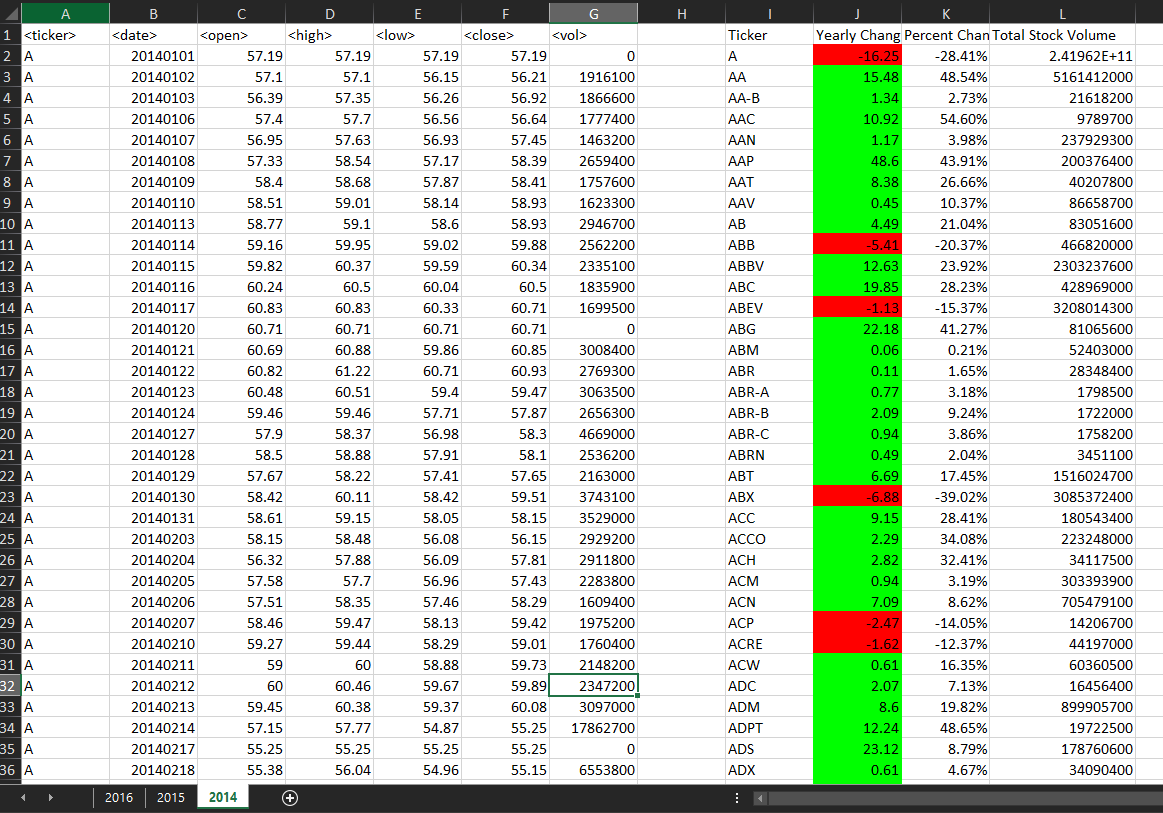 A B C D E F G H I J K L
1 <ticker> <date> <open> <high> <low> <close> <vol> Ticker Yearly Chang Percent Chan Total Stock Volume
2 A 20140101 57.19 57.19 57.19 57.19 0 A -16.25 -28.41% 2.41962E+11
3 A 20140102 57.1 57.1 56.15 56.21 1916100 AA 15.48 48.54% 5161412000
4 A 20140103 56.39 57.35 56.26 56.92 1866600 AA-B 1.34 2.73% 21618200
5 A 20140106 57.4 57.7 56.56 56.64 1777400 AAC 10.92 54.60% 9789700
6 A 20140107 56.95 57.63 56.93 57.45 1463200 AAN 1.17 3.98% 237929300
7 A 20140108 57.33 58.54 57.17 58.39 2659400 AAP 48.6 43.91% 200376400
8 A 20140109 58.4 58.68 57.87 58.41 1757600 AAT 8.38 26.66% 40207800
9 A 20140110 58.51 59.01 58.14 58.93 1623300 AAV 0.45 10.37% 86658700
10 A 20140113 58.77 59.1 58.6 58.93 2946700 AB 4.49 21.04% 83051600
11 A 20140114 59.16 59.95 59.02 59.88 2562200 ABB -5.41 -20.37% 466820000
12 A 20140115 59.82 60.37 59.59 60.34 2335100 ABBV 12.63 23.92% 2303237600
13 A 20140116 60.24 60.5 60.04 60.5 1835900 ABC 19.85 28.23% 428969000
14 A 20140117 60.83 60.83 60.33 60.71 1699500 ABEV -1.13 -15.37% 3208014300
15 A 20140120 60.71 60.71 60.71 60.71 0 ABG 22.18 41.27% 81065600
16 A 20140121 60.69 60.88 59.86 60.85 3008400 ABM 0.06 0.21% 52403000
17 A 20140122 60.82 61.22 60.71 60.93 2769300 ABR 0.11 1.65% 28348400
18 A 20140123 60.48 60.51 59.4 59.47 3063500 ABR-A 0.77 3.18% 1798500
19 A 20140124 59.46 59.46 57.71 57.87 2656300 ABR-B 2.09 9.24% 1722000
20 A 20140127 57.9 58.37 56.98 58.3 4669000 ABR-C 0.94 3.86% 1758200
21 A 20140128 58.5 58.88 57.91 58.1 2536200 ABRN 0.49 2.04% 3451100
22 A 20140129 57.67 58.22 57.41 57.65 2163000 ABT 6.69 17.45% 1516024700
23 A 20140130 58.42 60.11 58.42 59.51 3743100 ABX -6.88 -39.02% 3085372400
24 A 20140131 58.61 59.15 58.05 58.15 3529000 ACC 9.15 28.41% 180543400
25 A 20140203 58.15 58.48 56.08 56.15 2929200 ACCO 2.29 34.08% 223248000
26 A 20140204 56.32 57.88 56.09 57.81 2911800 ACH 2.82 32.41% 34117500
27 A 20140205 57.58 57.7 56.96 57.43 2283800 ACM 0.94 3.19% 303393900
28 A 20140206 57.51 58.35 57.46 58.29 1609400 ACN 7.09 8.62% 705479100
29 A 20140207 58.46 59.47 58.13 59.42 1975200 ACP -2.47 -14.05% 14206700
30 A 20140210 59.27 59.44 58.29 59.01 1760400 ACRE -1.62 -12.37% 44197000
31 A 20140211 59 60 58.88 59.73 2148200 ACW 0.61 16.35% 60360500
32 A 20140212 60 60.46 59.67 59.89 2347200 ADC 2.07 7.13% 16456400
33 A 20140213 59.45 60.38 59.37 60.08 3097000 ADM 8.6 19.82% 899905700
34 A 20140214 57.15 57.77 54.87 55.25 17862700 ADPT 12.24 48.65% 19722500
35 A 20140217 55.25 55.25 55.25 55.25 0 ADS 23.12 8.79% 178760600
36 A 20140218 55.38 56.04 54.96 55.15 6553800 ADX 0.61 4.67% 34090400
2016 2015 2014